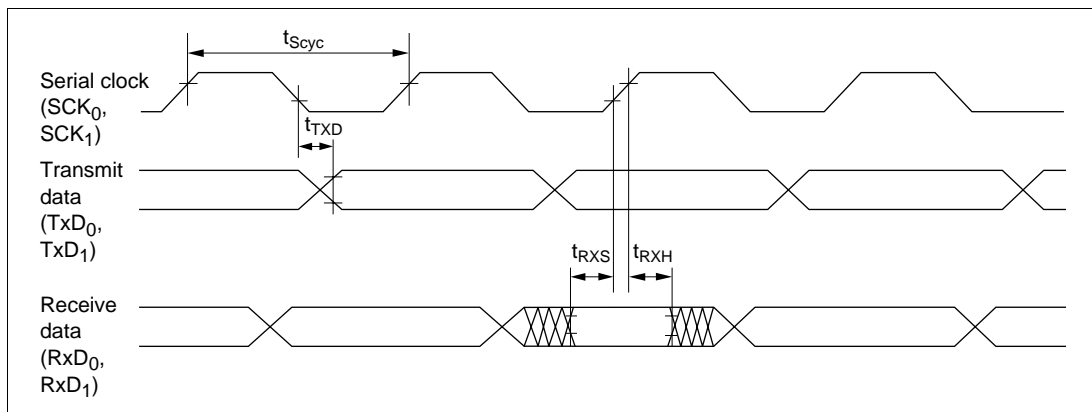 tScyc
Serial clock
(SCK0,
SCK1)
tTXD
Transmit
data
(TxD0,
TxD1)
tRXS
tRXH
Receive
data
(RxD0,
RxD1)